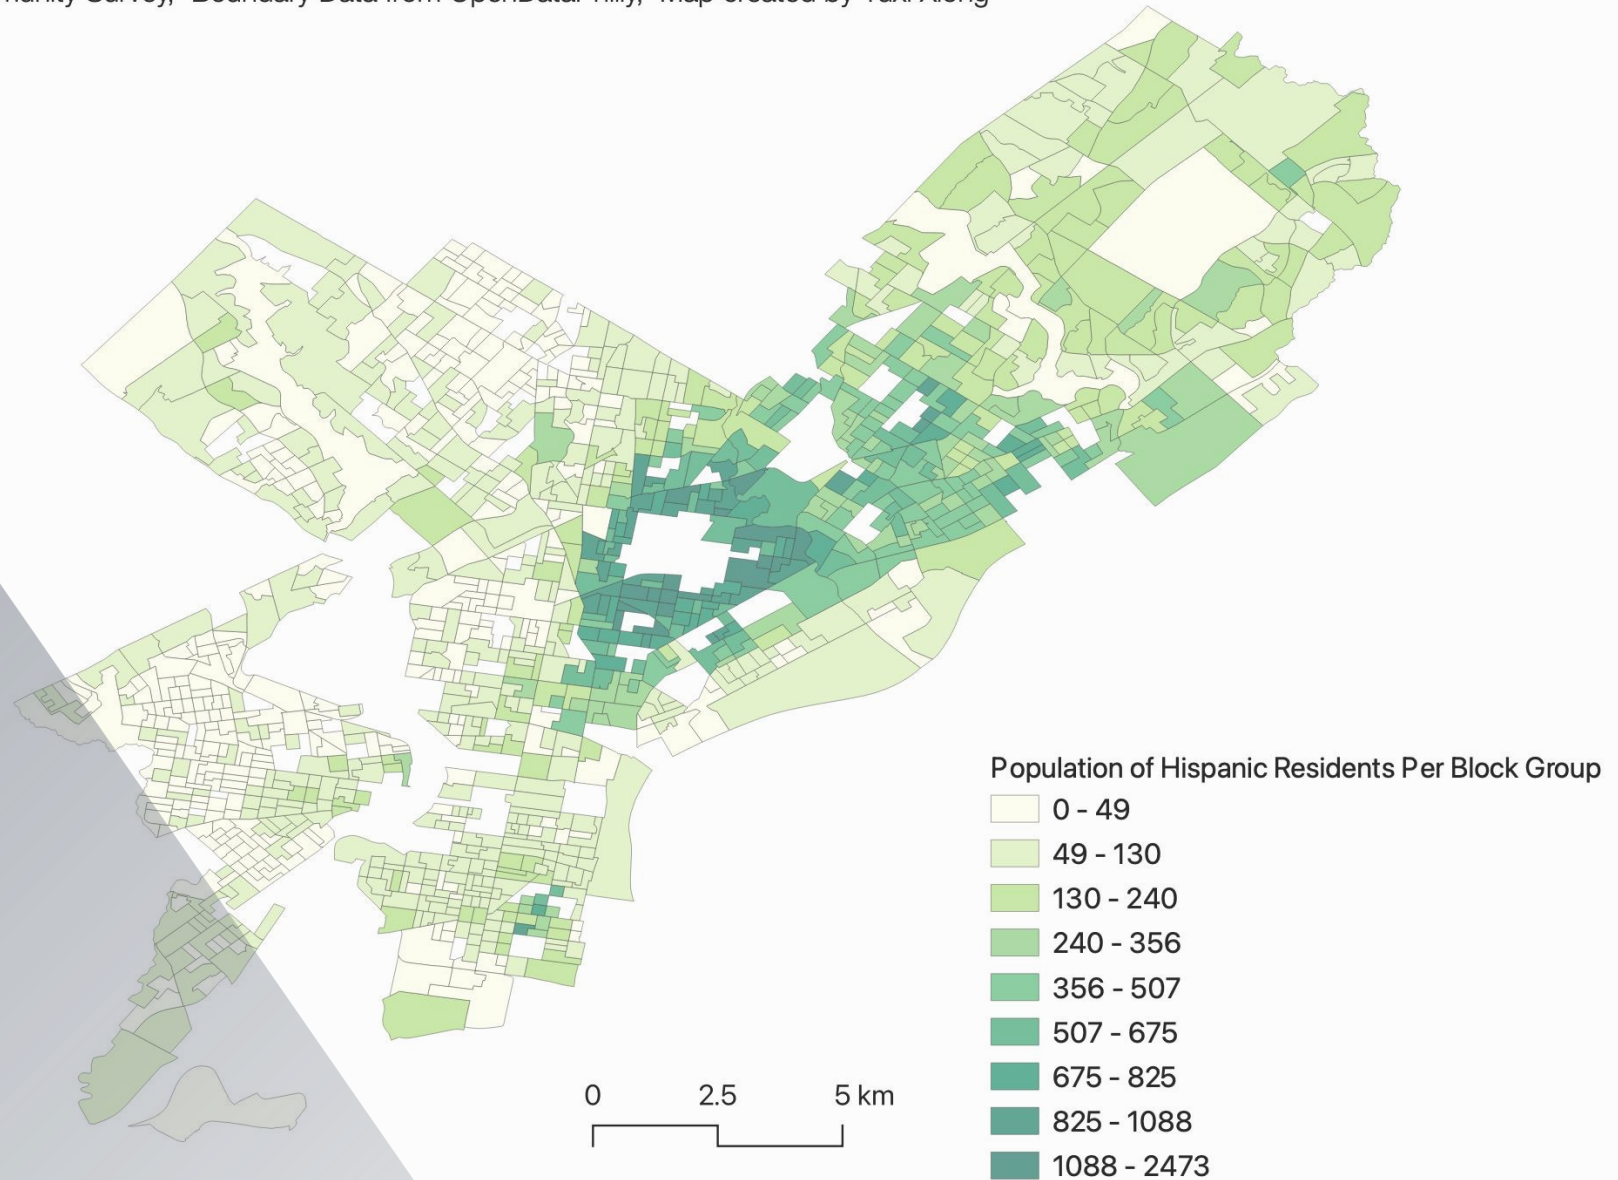 Population of Hispanic Residents Per Block Group
0 - 49
49 - 130
130 - 240
240 - 356
356 - 507
507 - 675
675 - 825
825 - 1088
1088 - 2473
0 2.5 5 km